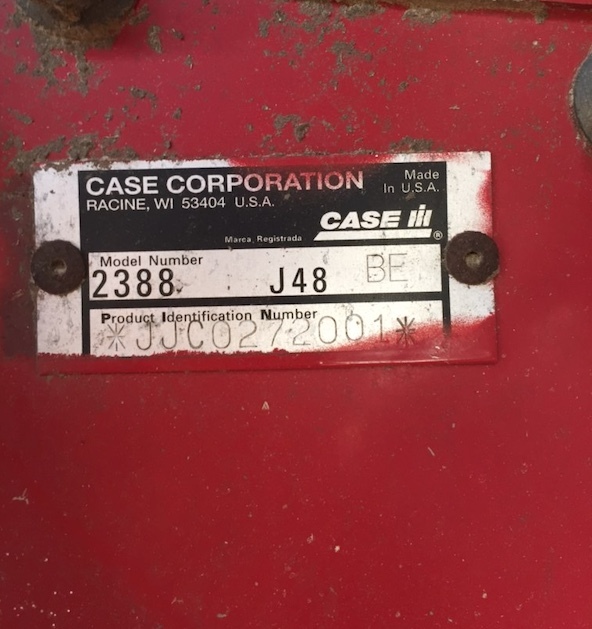 CASE CORPORATION
Made
In U.S.A.
RACINE, WI 53404 U.S.A.
CASE IH ®
Marca Registrada
Model Number
2388 J48 BE
Product Identification Number
*JJC0272001*